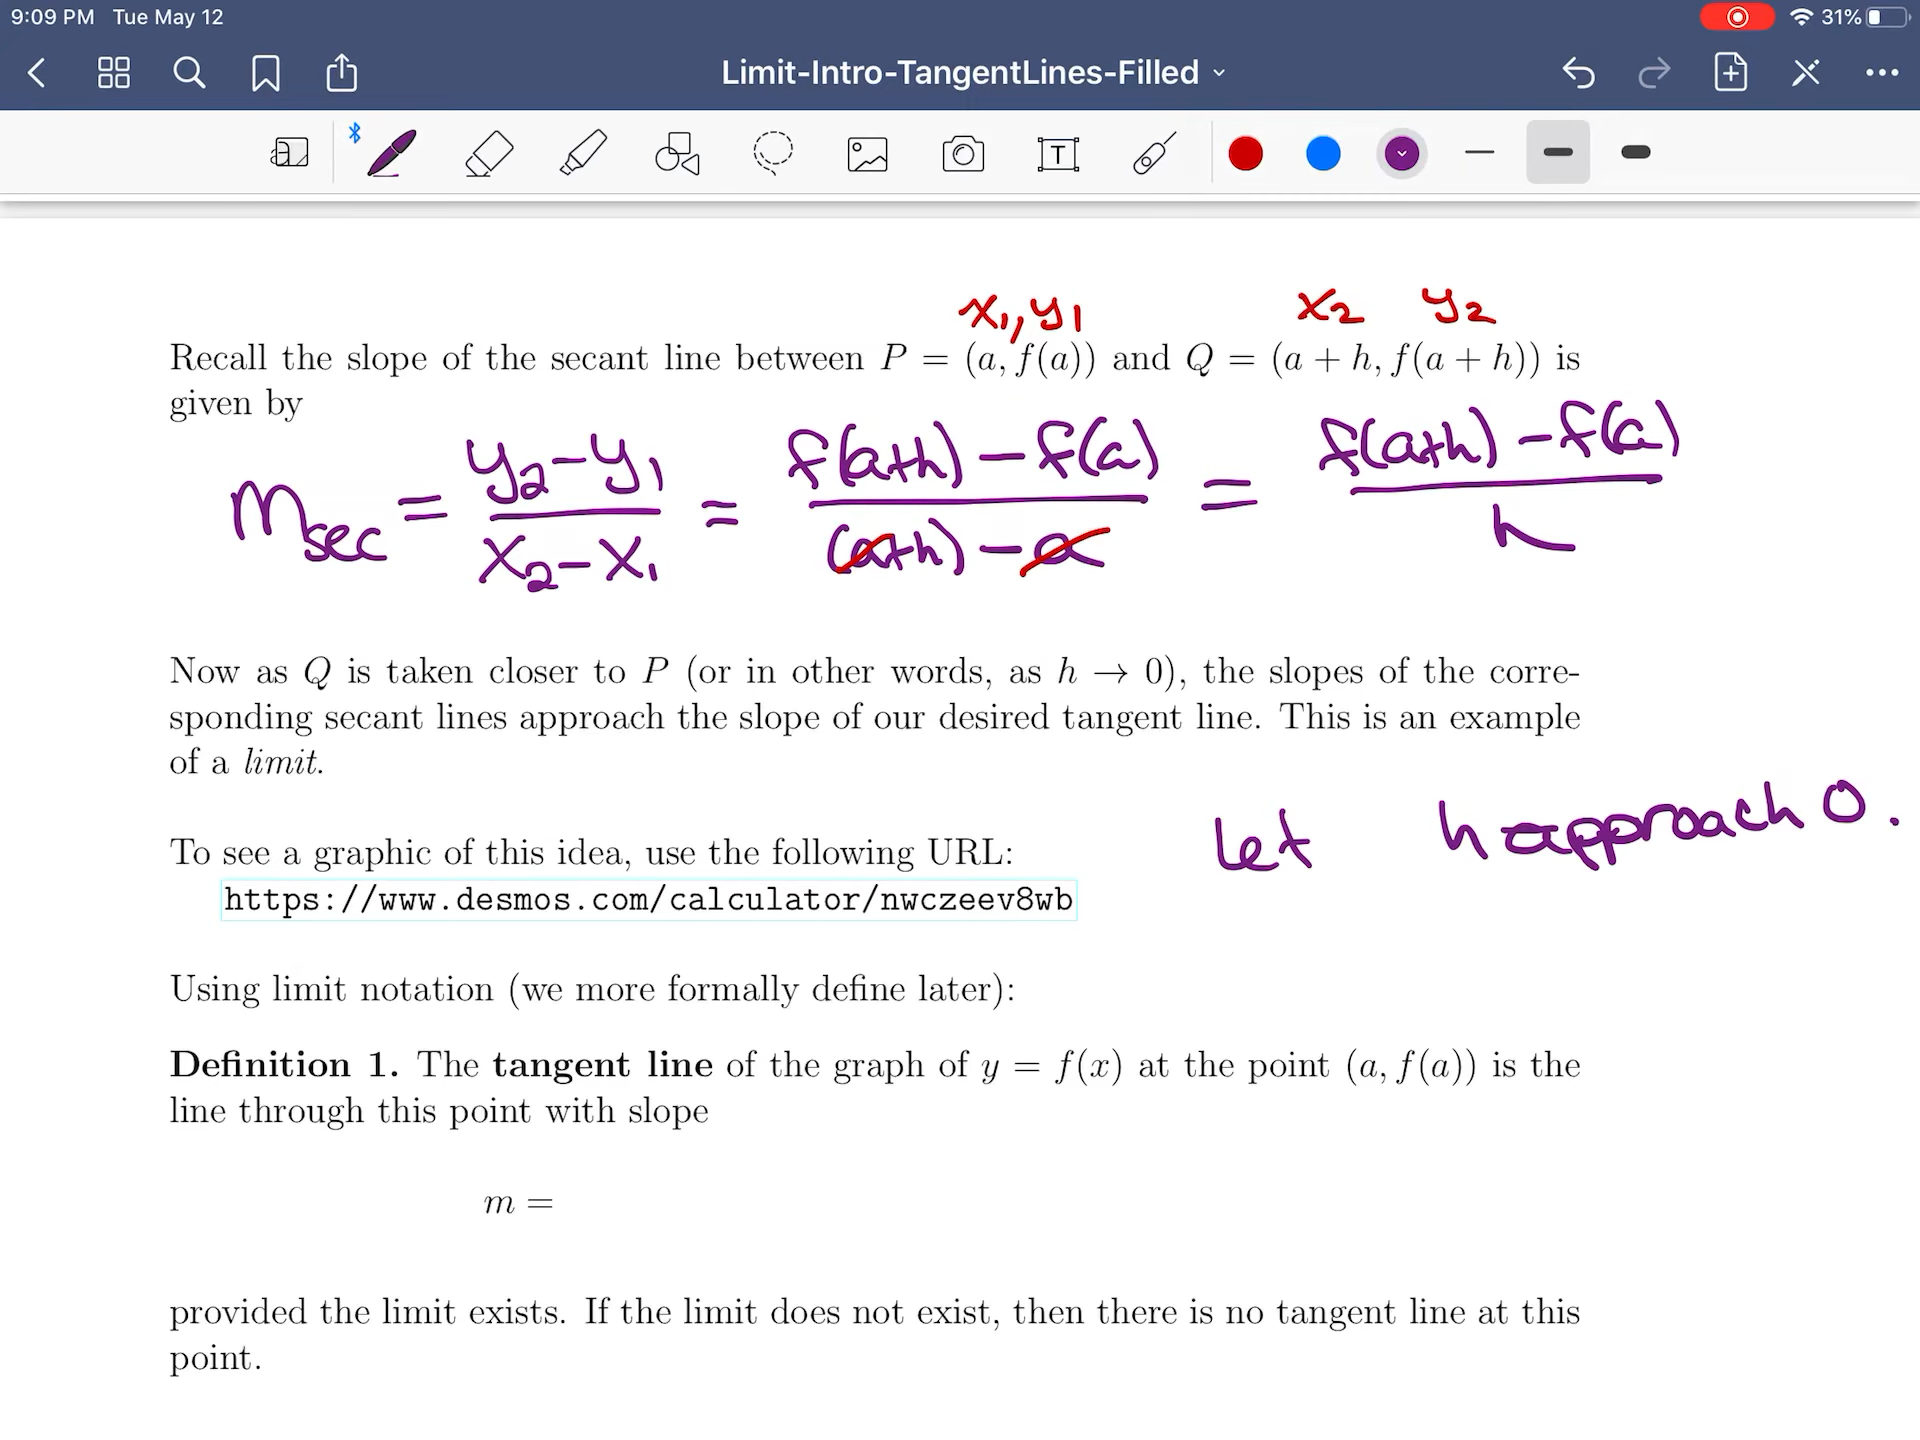 9:09 PM Tue May 12
31%
Limit-Intro-TangentLines-Filled
a
T
x₁, y₁ x₂ y₂
Recall the slope of the secant line between P = (a, f(a)) and Q = (a + h, f(a + h)) is
given by
m_sec = (y₂ - y₁)/(x₂ - x₁) = (f(a+h) - f(a))/((a+h) - a) = (f(a+h) - f(a))/h
Now as Q is taken closer to P (or in other words, as h → 0), the slopes of the corre-
sponding secant lines approach the slope of our desired tangent line. This is an example
of a limit.
let h approach 0.
To see a graphic of this idea, use the following URL:
https://www.desmos.com/calculator/nwczeev8wb
Using limit notation (we more formally define later):
Definition 1. The tangent line of the graph of y = f(x) at the point (a, f(a)) is the
line through this point with slope
m =
provided the limit exists. If the limit does not exist, then there is no tangent line at this
point.